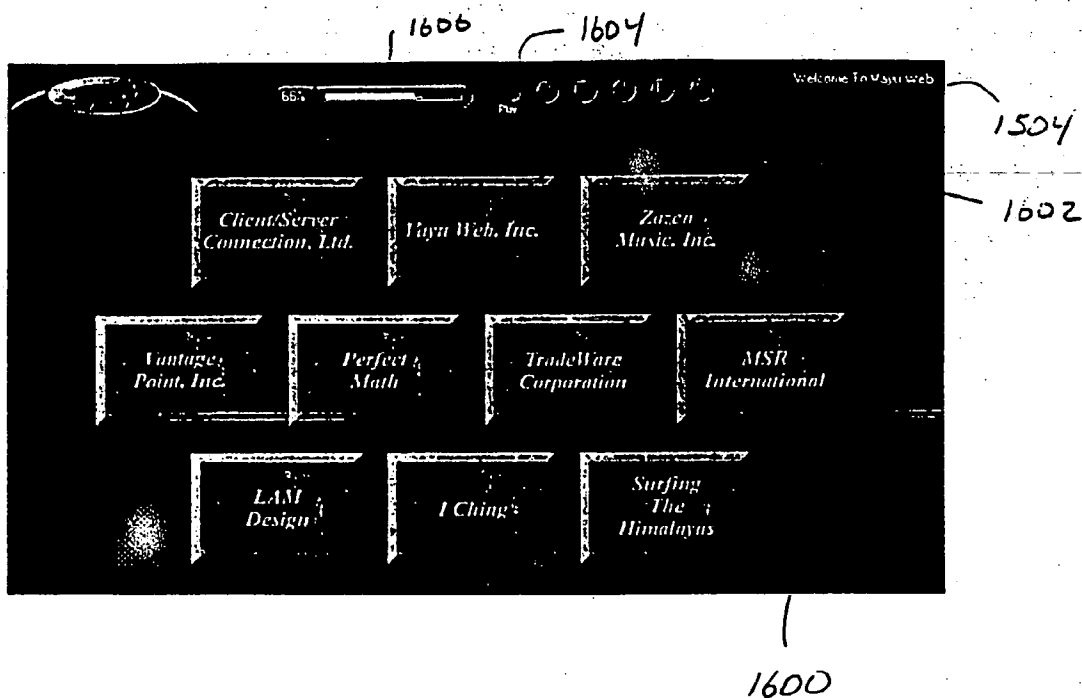 1606 1604
66% Play Welcome To Vayu Web
1504
1602
Client/Server
Connection, Ltd.
Vayu Web, Inc.
Zazen
Music, Inc.
Vantage
Point, Inc.
Perfect
Math
TradeWare
Corporation
MSR
International
LAM
Design
I Ching
Surfing
The
Himalayas
1600